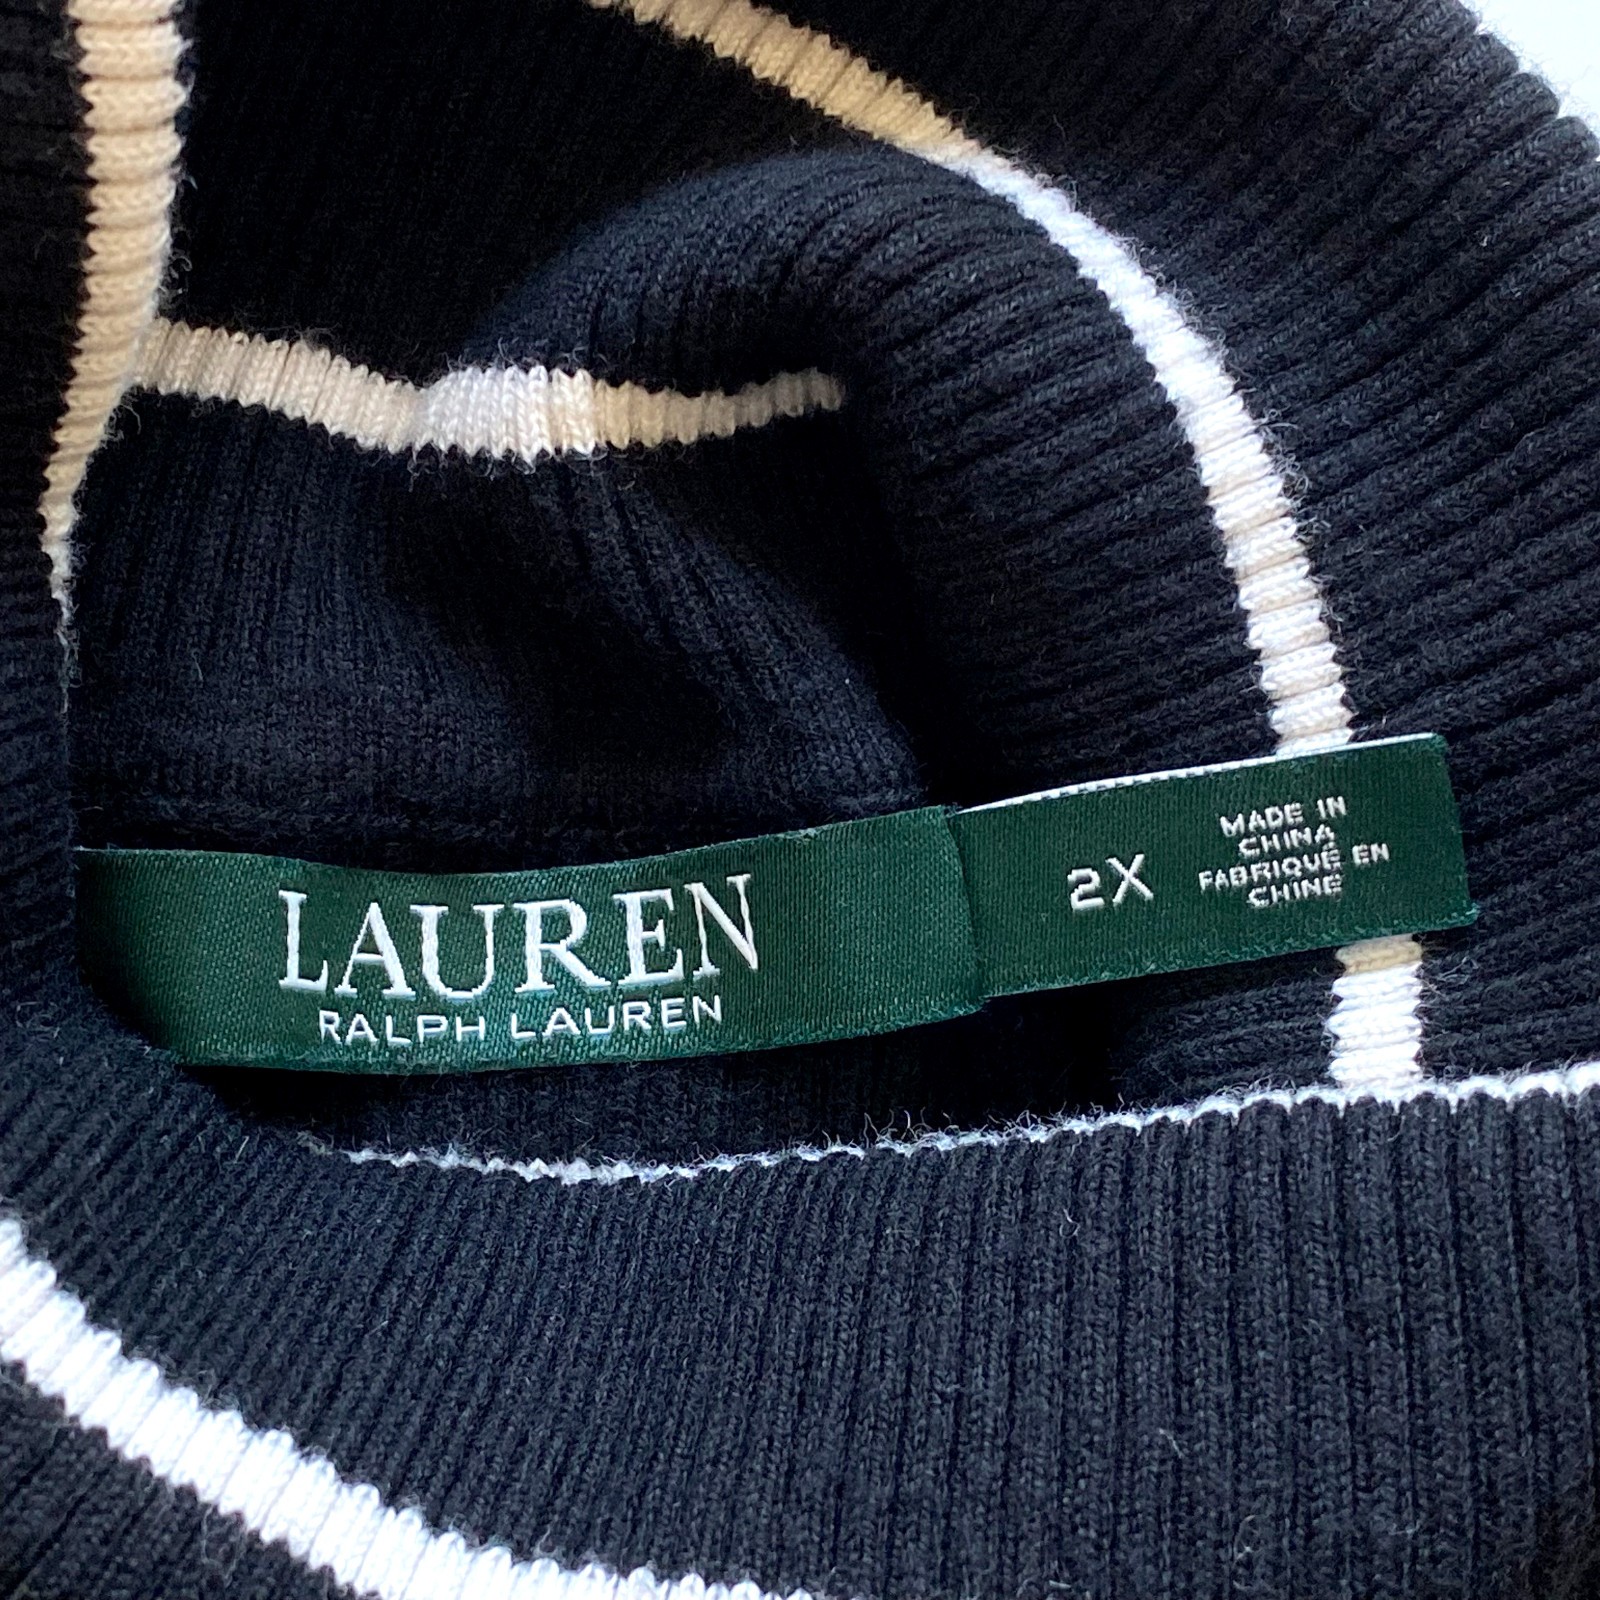 LAUREN
RALPH LAUREN
2X
MADE IN
CHINA
FABRIQUÉ EN
CHINE